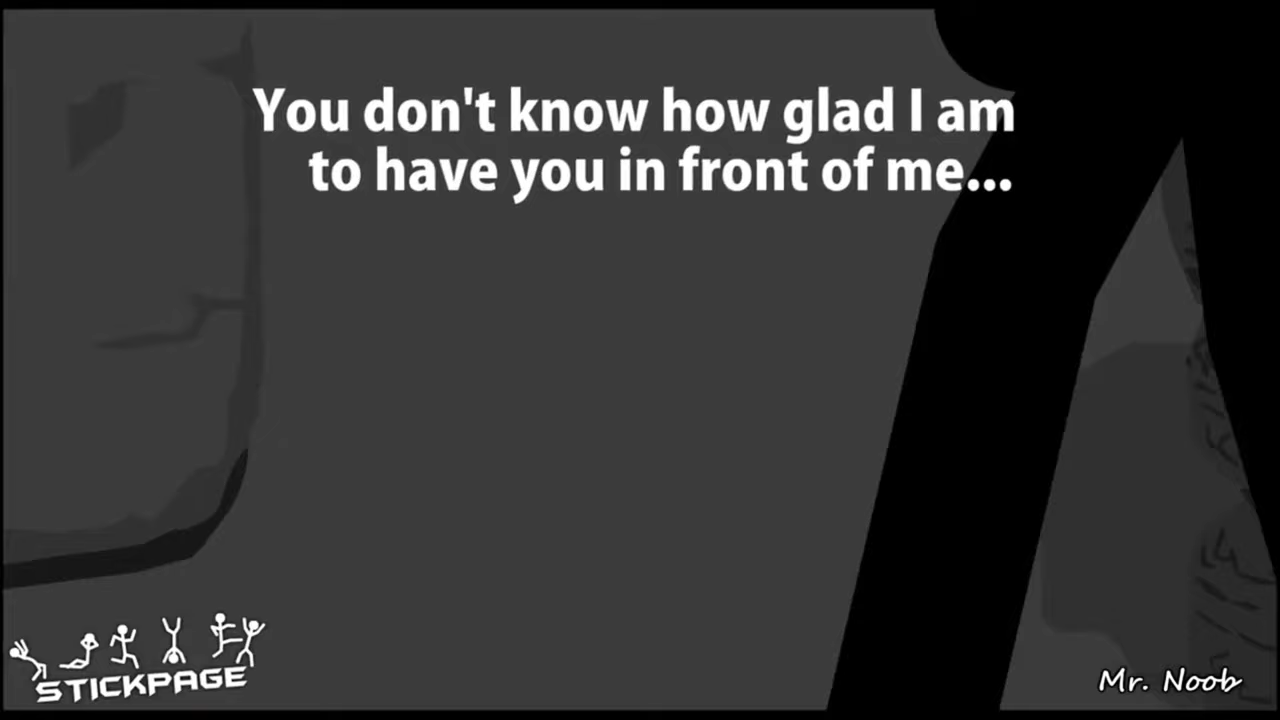 You don't know how glad I am
to have you in front of me...
STICKPAGE
Mr. Noob